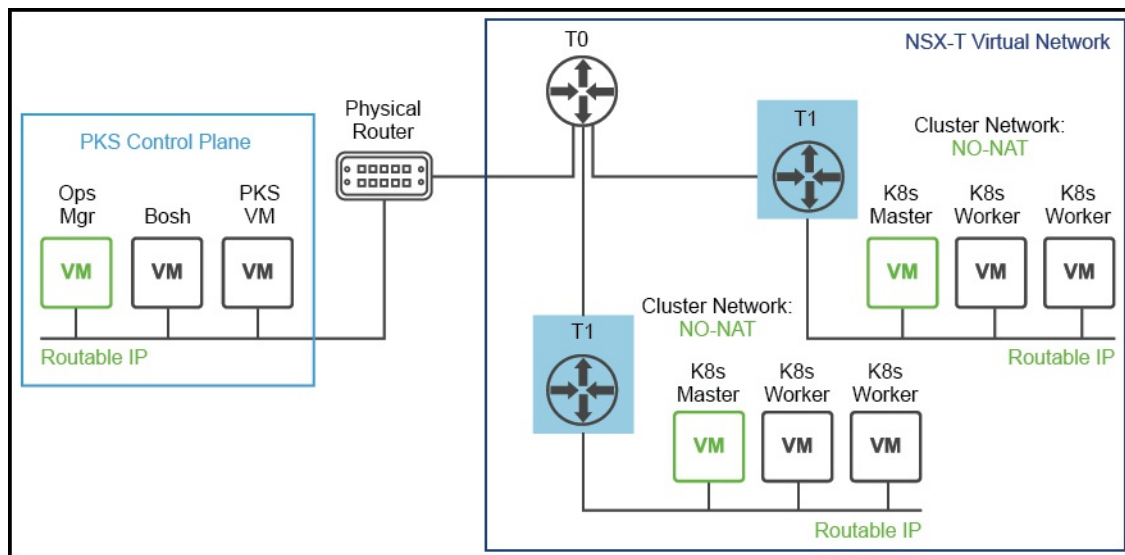 T0
NSX-T Virtual Network
Physical
Router
PKS Control Plane
Ops
Mgr
Bosh
PKS
VM
VM
VM
VM
Routable IP
T1
Cluster Network:
NO-NAT
K8s
Master
K8s
Worker
K8s
Worker
VM
VM
VM
Routable IP
T1
Cluster Network:
NO-NAT
K8s
Master
K8s
Worker
K8s
Worker
VM
VM
VM
Routable IP